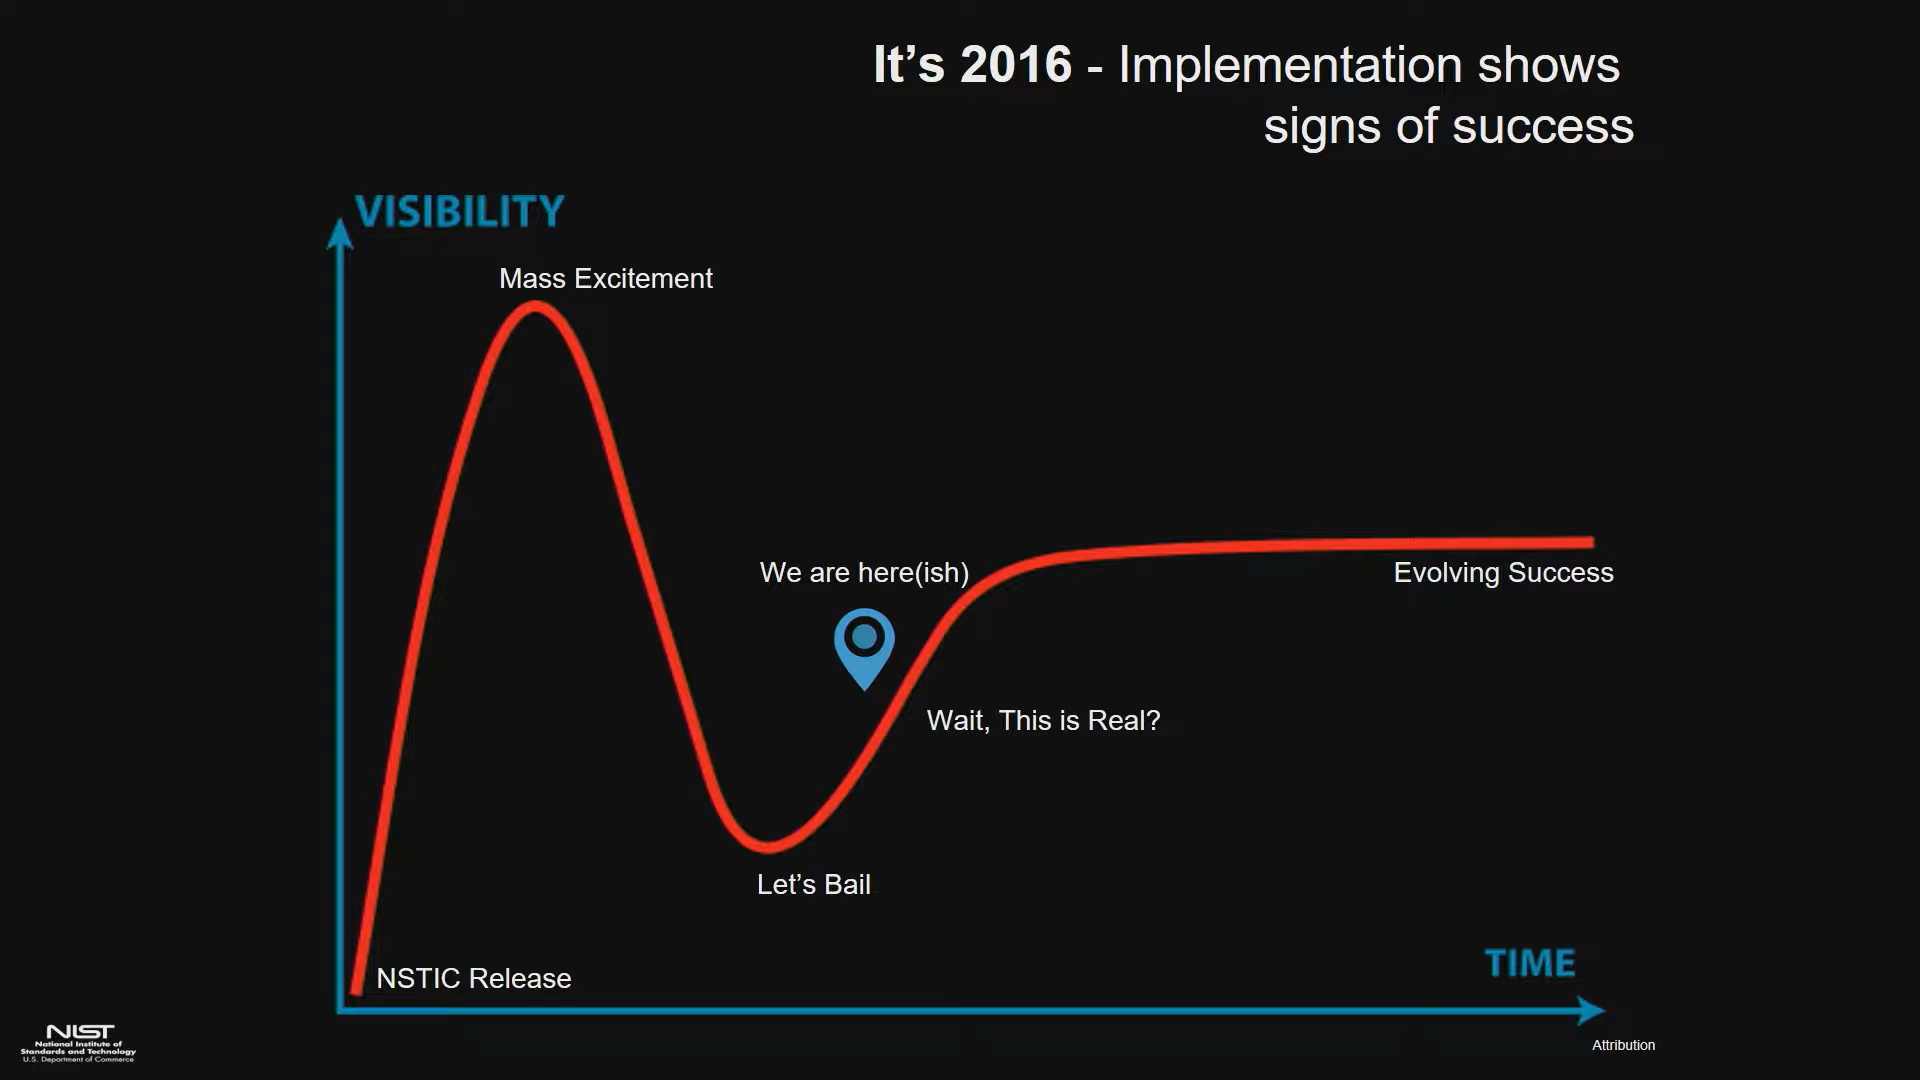 It’s 2016 - Implementation shows
signs of success
VISIBILITY
Mass Excitement
We are here(ish)
Evolving Success
Wait, This is Real?
Let’s Bail
TIME
NSTIC Release
NIST
National Institute of
Standards and Technology
U.S. Department of Commerce
Attribution